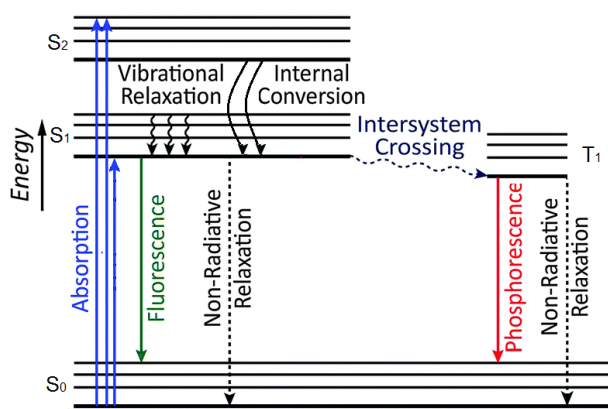 S2
Vibrational
Relaxation
Internal
Conversion
S1
Intersystem
Crossing
T1
Energy
Absorption
Fluorescence
Non-Radiative
Relaxation
Phosphorescence
Non-Radiative
Relaxation
S0